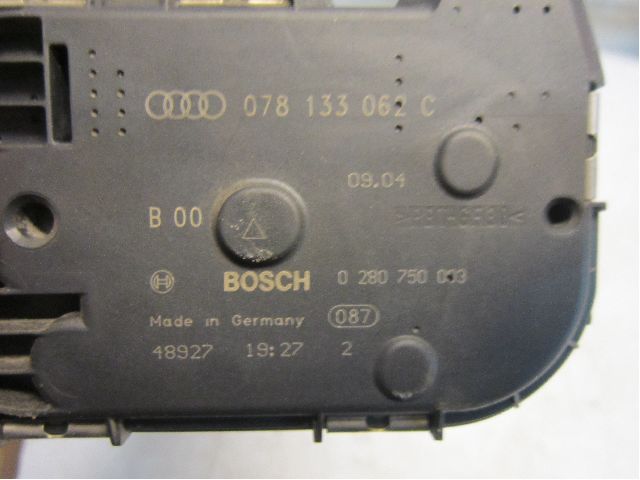 078 133 062 C
09.04
B 00
BOSCH 0 280 750 003
Made in Germany 087
48927 19:27 2